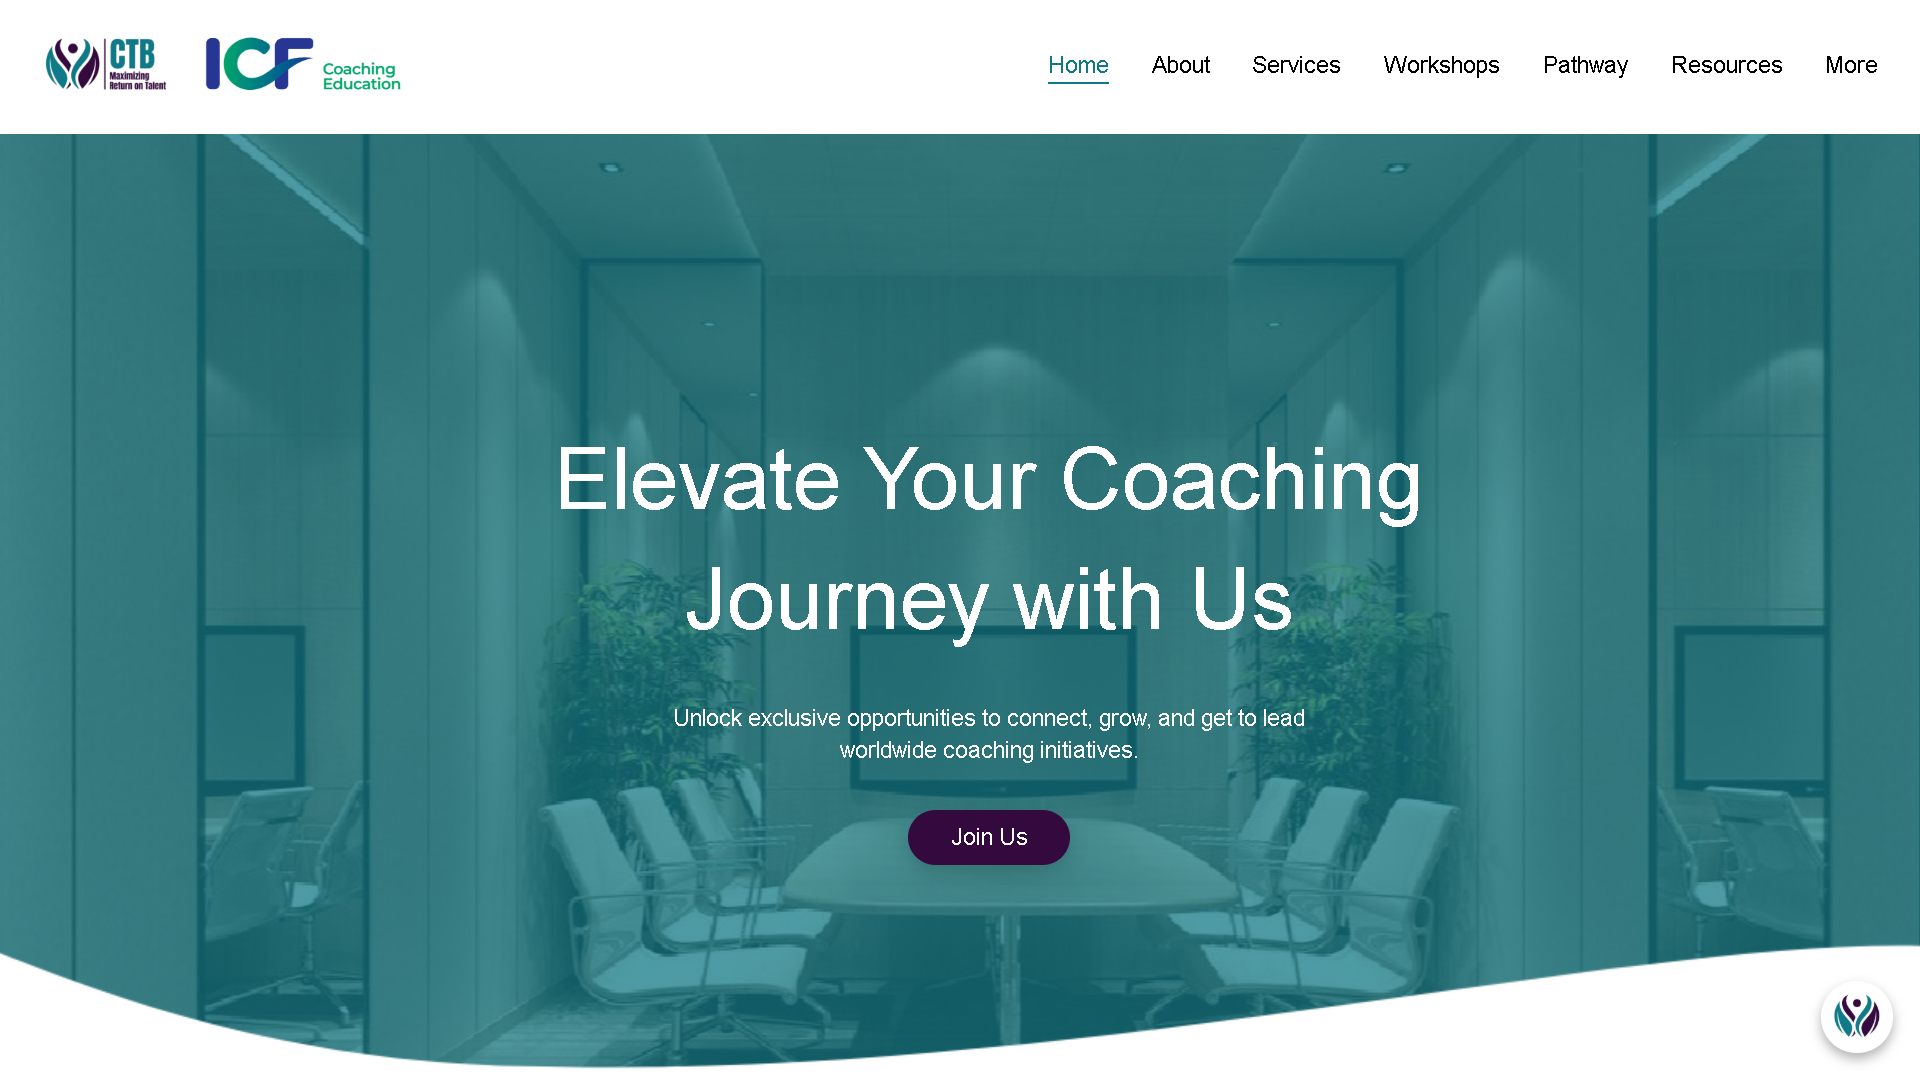 CTB
Maximizing
Return on Talent
ICF
Coaching
Education
Home
About
Services
Workshops
Pathway
Resources
More
Elevate Your Coaching
Journey with Us
Unlock exclusive opportunities to connect, grow, and get to lead
worldwide coaching initiatives.
Join Us